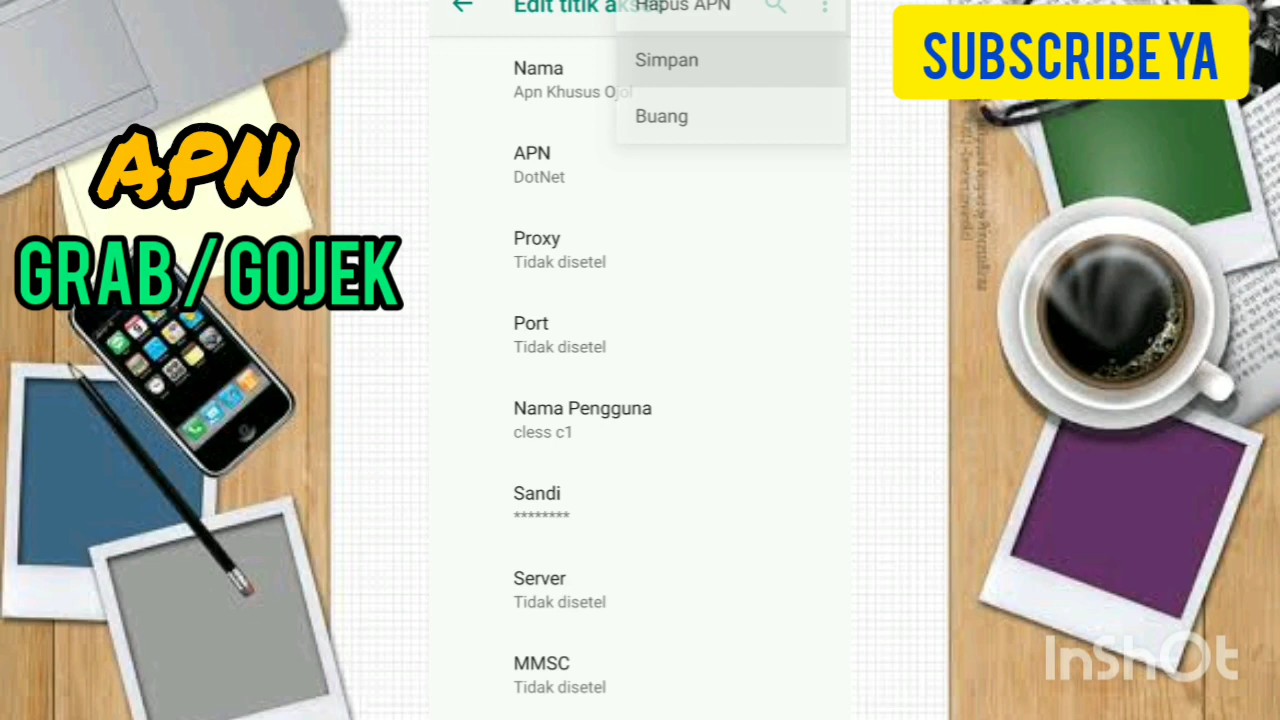 Edit titik akses
Hapus APN
Simpan
Buang
Nama
Apn Khusus Ojol
APN
DotNet
Proxy
Tidak disetel
Port
Tidak disetel
Nama Pengguna
cless c1
Sandi
********
Server
Tidak disetel
MMSC
Tidak disetel
APN
GRAB / GOJEK
SUBSCRIBE YA
InShOt